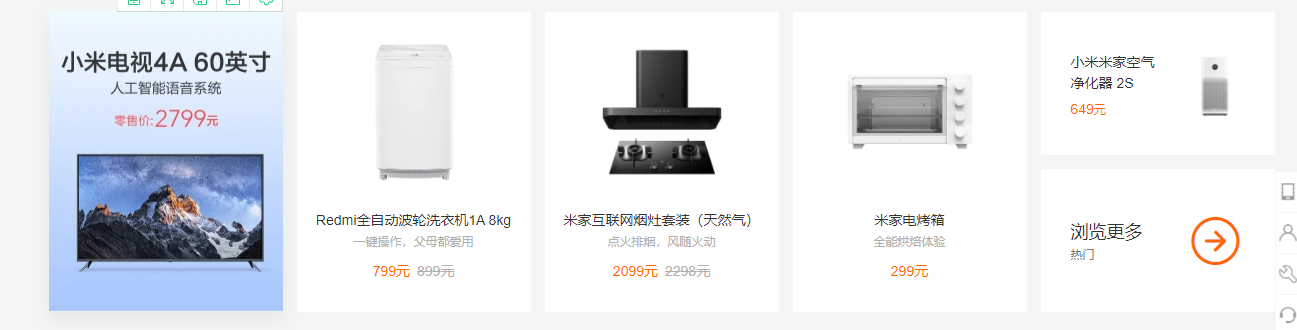 小米电视4A 60英寸
人工智能语音系统
零售价:2799元
Redmi全自动波轮洗衣机1A 8kg
一键操作，父母都爱用
799元 899元
米家互联网烟灶套装（天然气）
点火排烟，风随火动
2099元 2298元
米家电烤箱
全能烘焙体验
299元
小米米家空气
净化器 2S
649元
浏览更多
热门